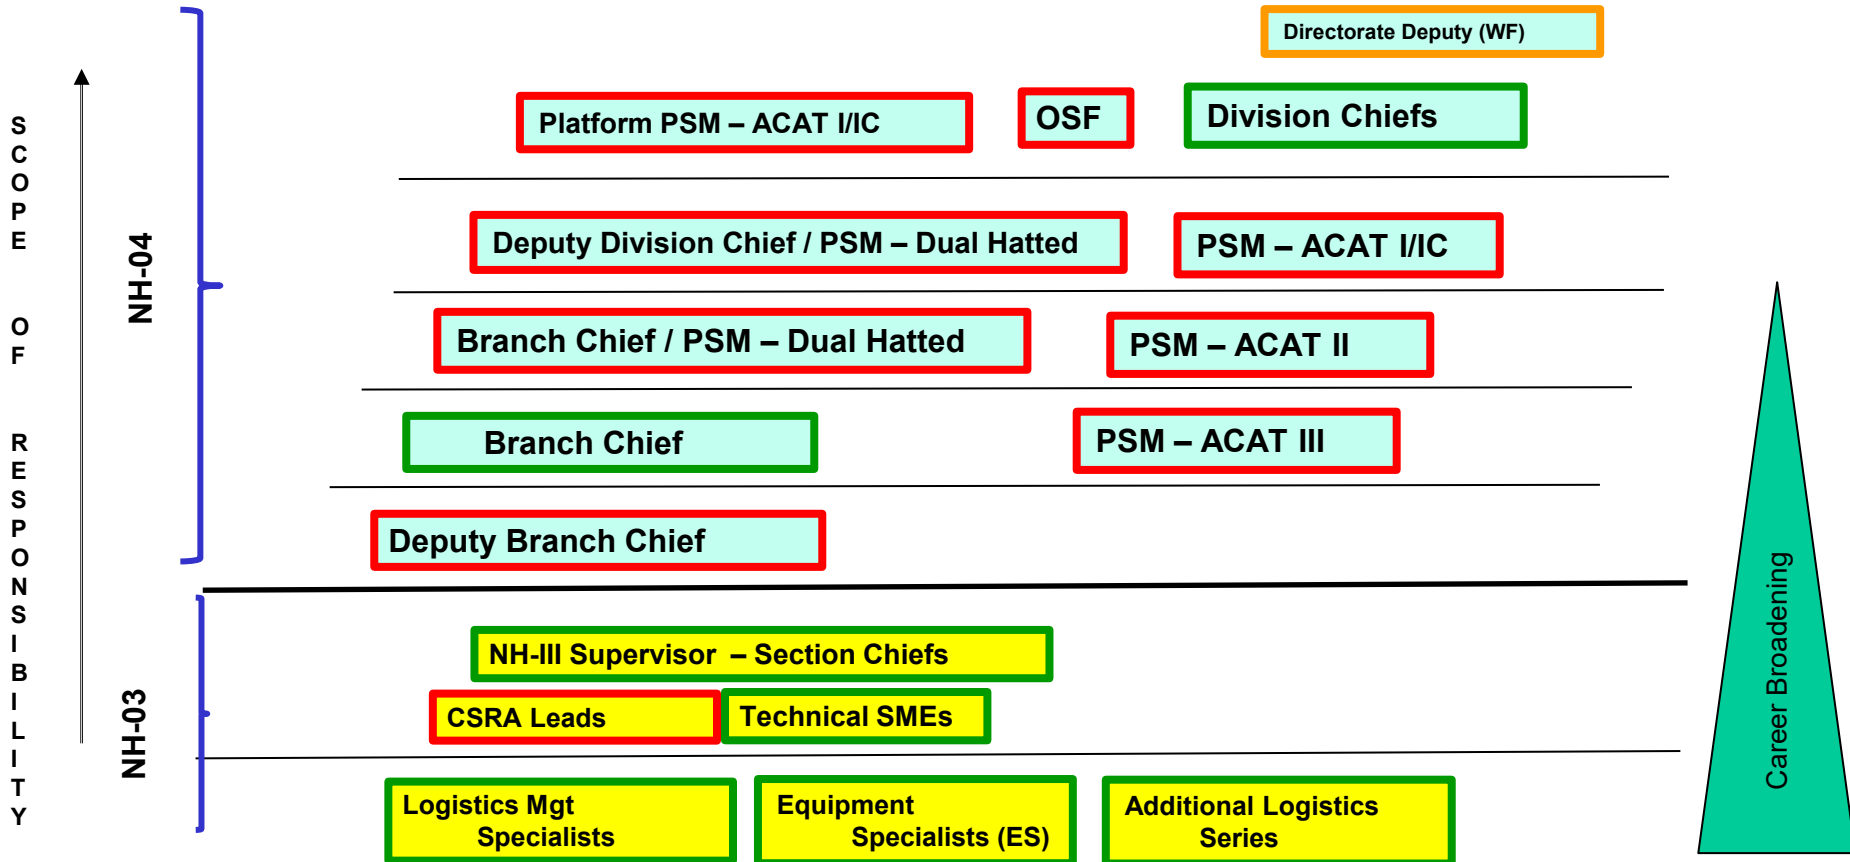 Directorate Deputy (WF)
Platform PSM – ACAT I/IC
OSF
Division Chiefs
Deputy Division Chief / PSM – Dual Hatted
PSM – ACAT I/IC
Branch Chief / PSM – Dual Hatted
PSM – ACAT II
Branch Chief
PSM – ACAT III
Deputy Branch Chief
NH-III Supervisor – Section Chiefs
CSRA Leads
Technical SMEs
Logistics Mgt
Specialists
Equipment
Specialists (ES)
Additional Logistics
Series
SCOPE OF RESPONSIBILITY
NH-04
NH-03
Career Broadening